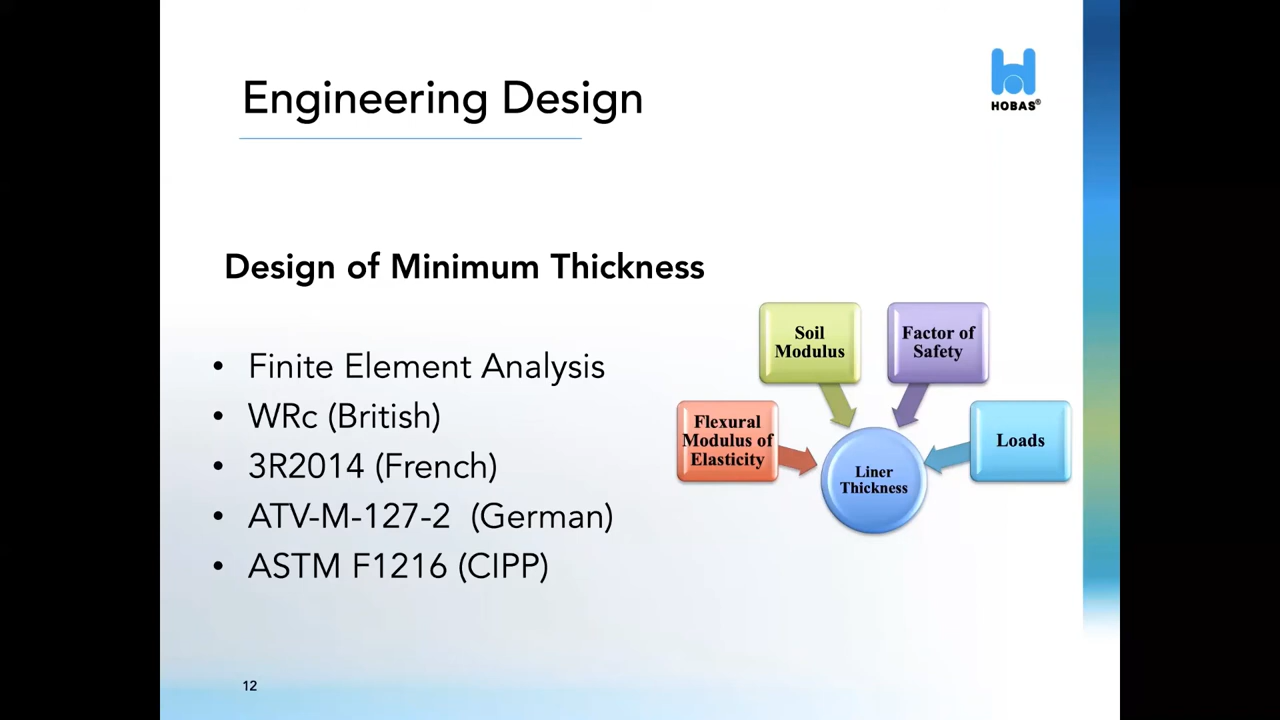 Engineering Design
HOBAS®
Design of Minimum Thickness
• Finite Element Analysis
• WRc (British)
• 3R2014 (French)
• ATV-M-127-2 (German)
• ASTM F1216 (CIPP)
Soil
Modulus
Factor of
Safety
Flexural
Modulus of
Elasticity
Loads
Liner
Thickness
12